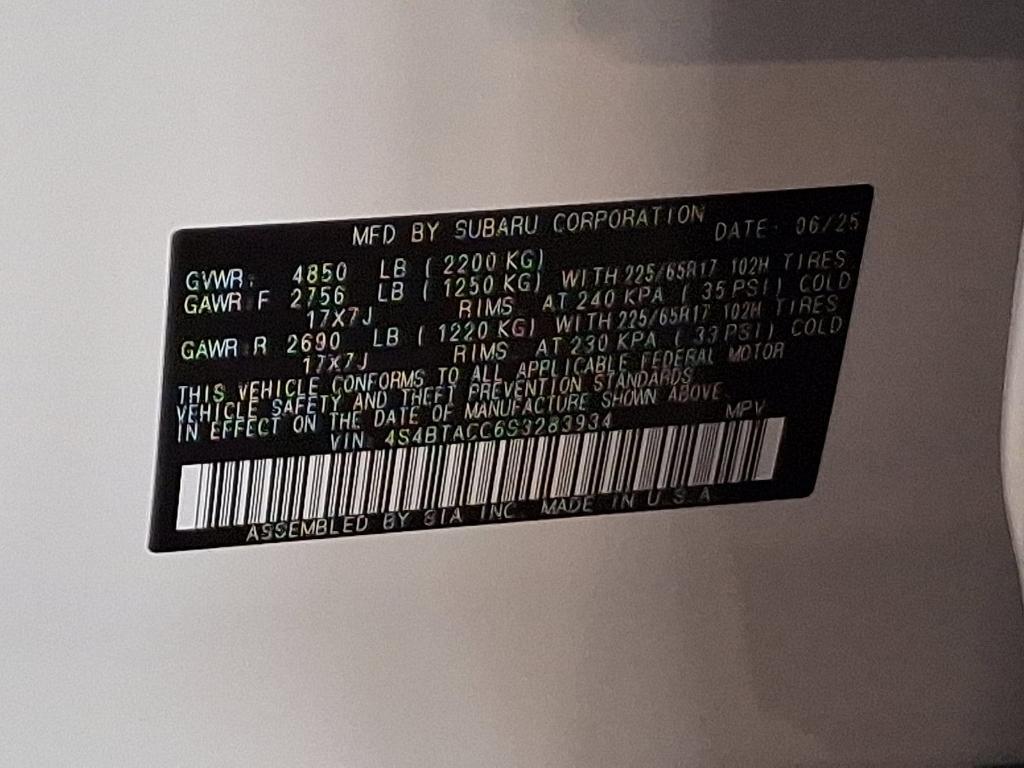 MFD BY SUBARU CORPORATION DATE: 06/25
GVWR: 4850 LB ( 2200 KG)
GAWR F 2756 LB ( 1250 KG) WITH 225/65R17 102H TIRES
17X7J RIMS AT 240 KPA ( 35 PSI) COLD
GAWR R 2690 LB ( 1220 KG) WITH 225/65R17 102H TIRES
17x7J RIMS AT 230 KPA ( 33 PSI) COLD
THIS VEHICLE CONFORMS TO ALL APPLICABLE FEDERAL MOTOR
VEHICLE SAFETY AND THEFT PREVENTION STANDARDS
IN EFFECT ON THE DATE OF MANUFACTURE SHOWN ABOVE
VIN 4S4BTACC6S3283934 MPV
ASSEMBLED BY SIA INC MADE IN U S A